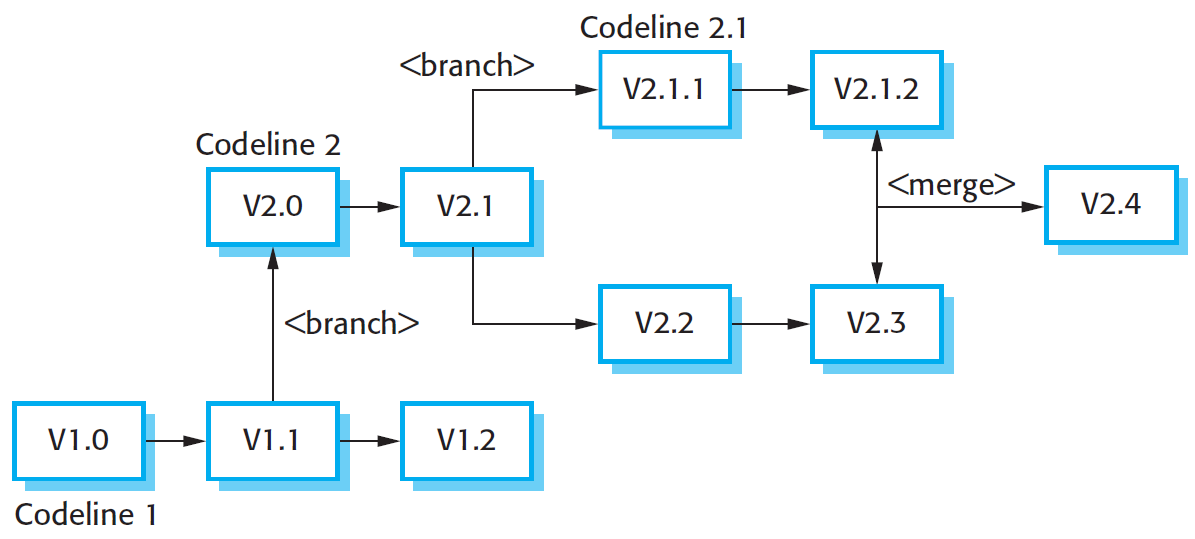 Codeline 2.1
<branch>
V2.1.1
V2.1.2
Codeline 2
<merge>
V2.0
V2.1
V2.4
<branch>
V2.2
V2.3
V1.0
V1.1
V1.2
Codeline 1